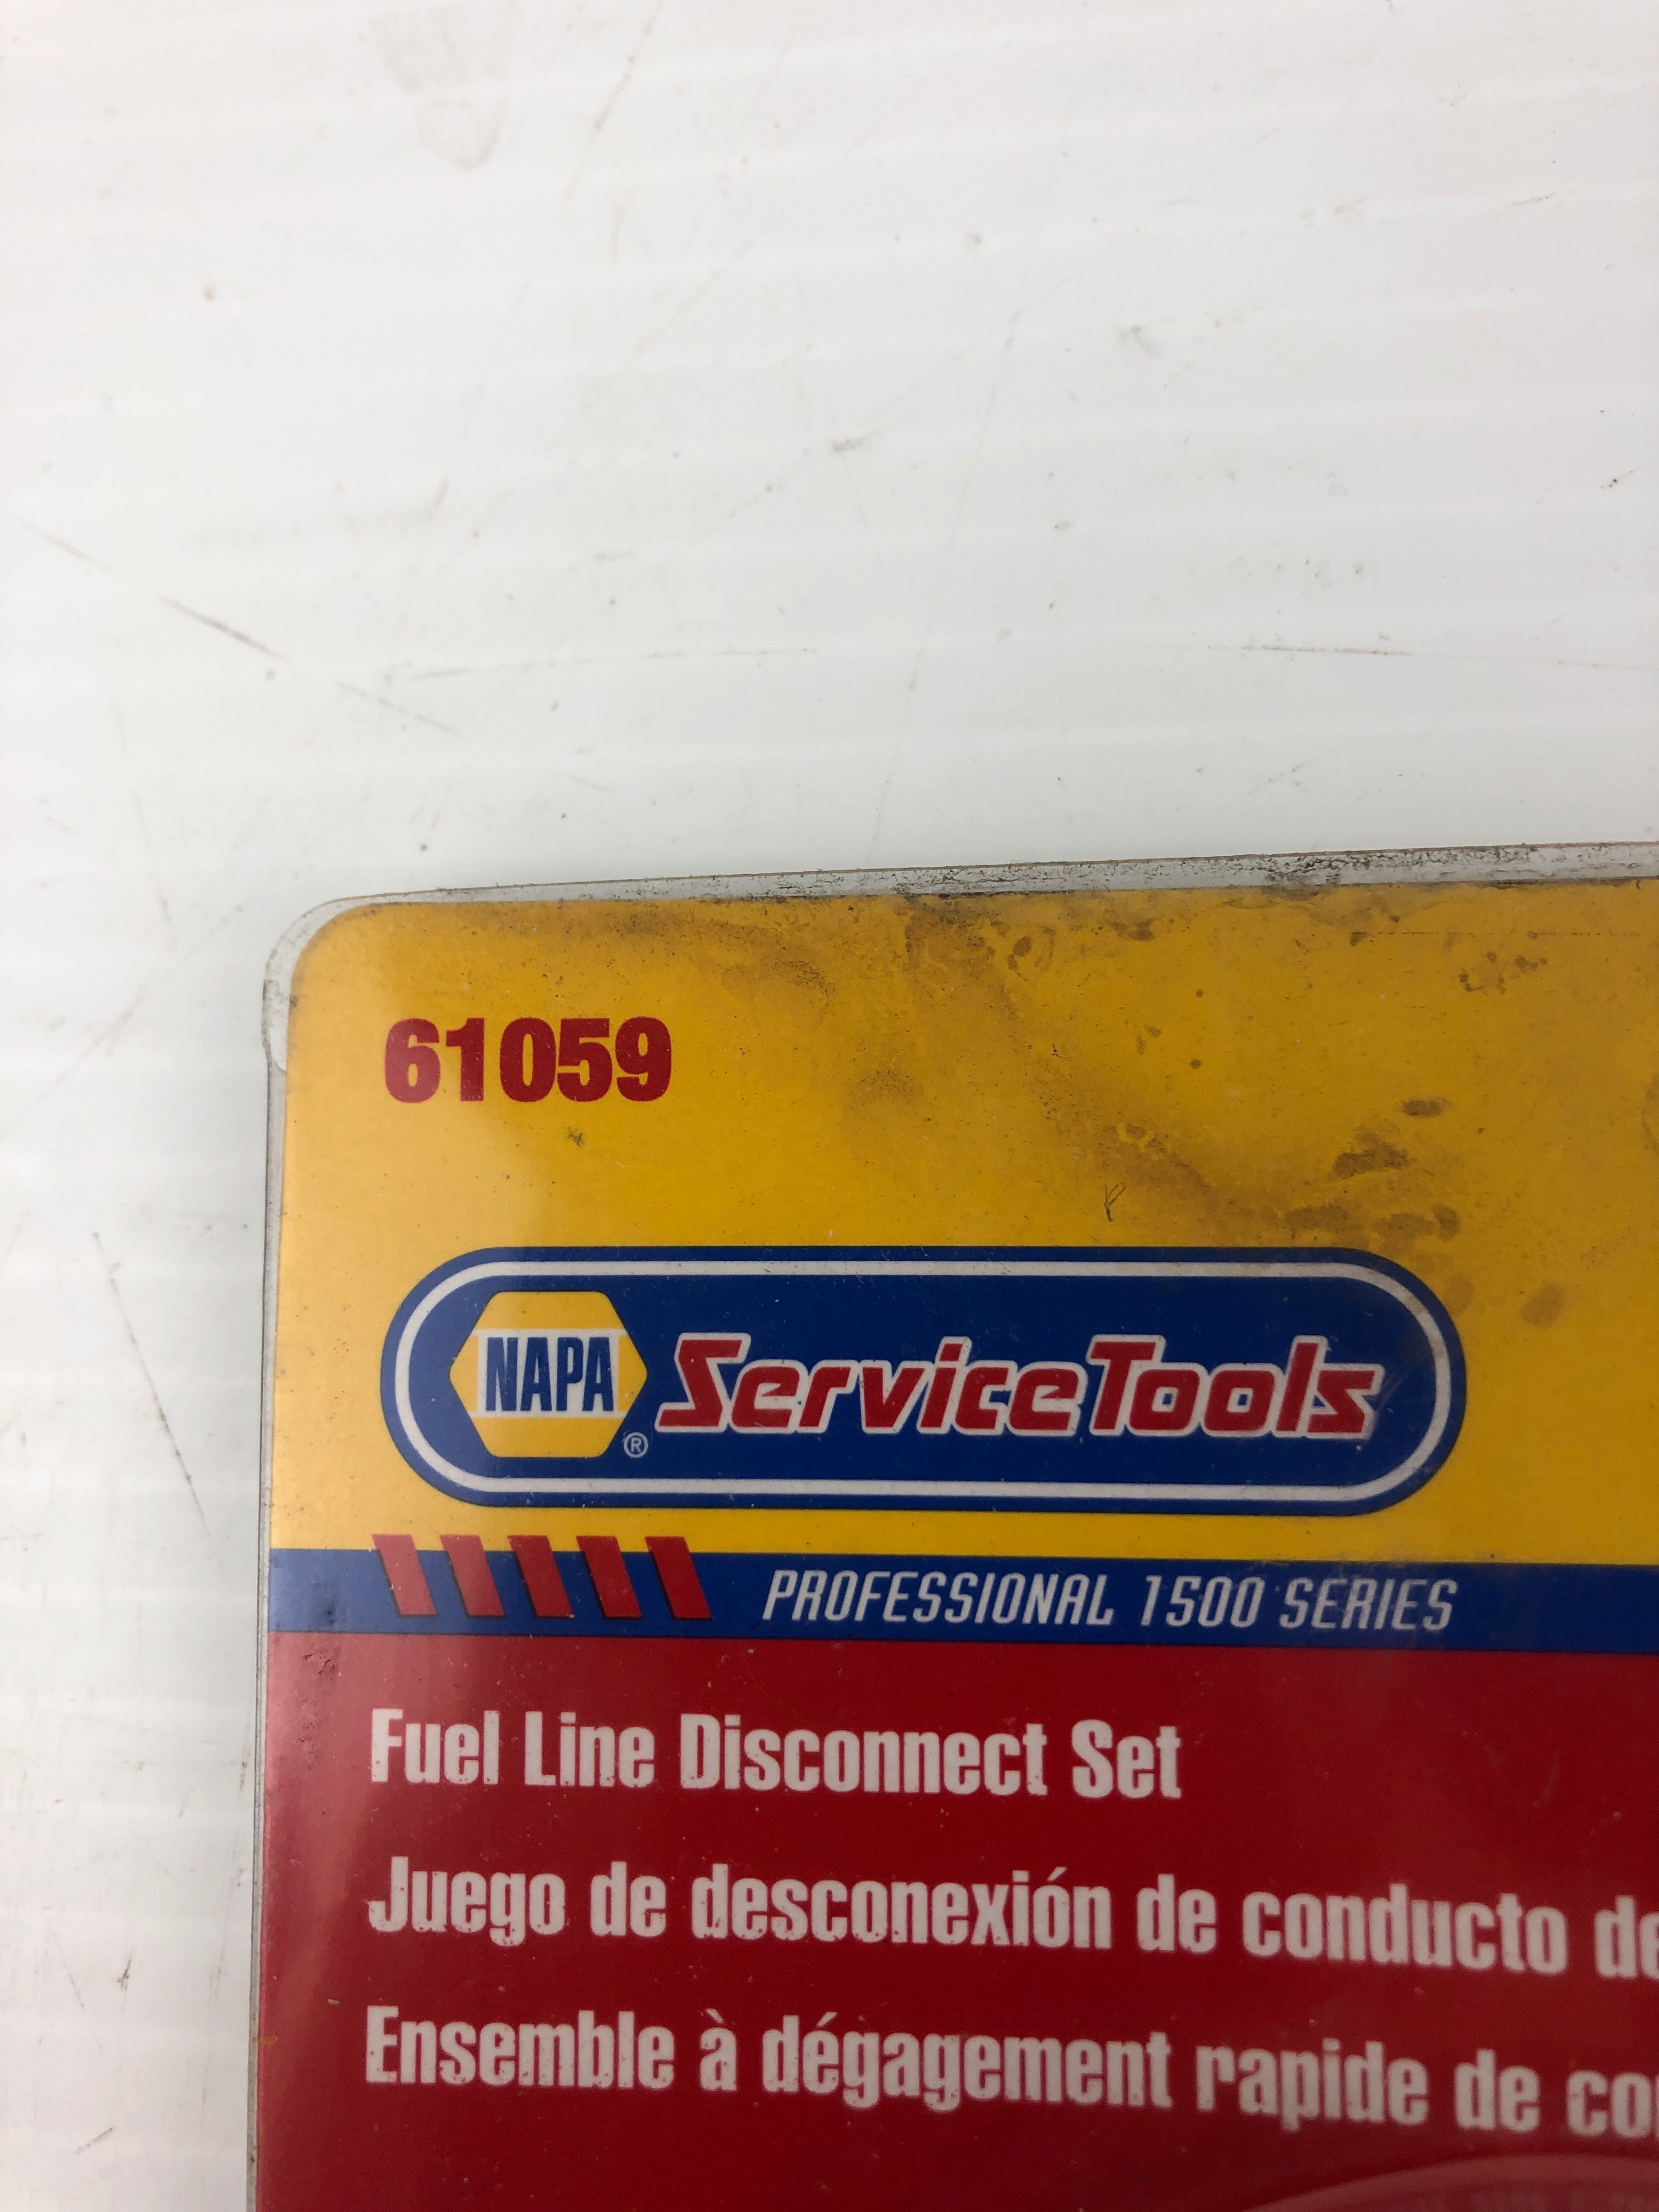 61059
NAPA ® ServiceTools
PROFESSIONAL 1500 SERIES
Fuel Line Disconnect Set
Juego de desconexión de conducto de
Ensemble à dégagement rapide de